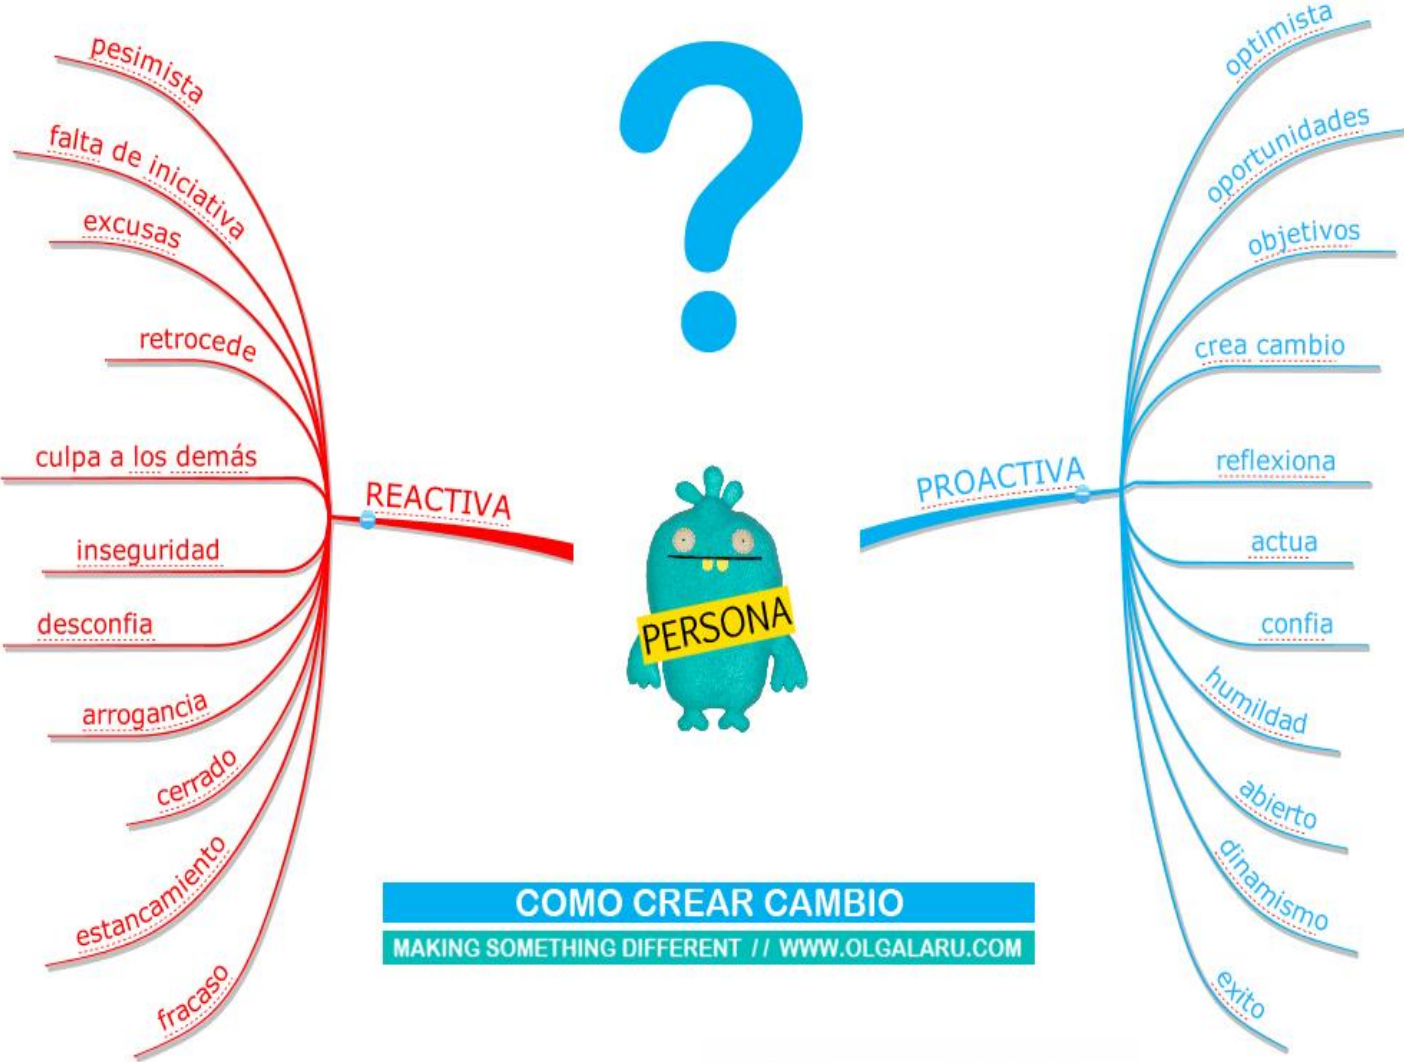 pesimista
falta de iniciativa
excusas
retrocede
culpa a los demás
inseguridad
desconfia
arrogancia
cerrado
estancamiento
fracaso
REACTIVA
?
PERSONA
PROACTIVA
optimista
oportunidades
objetivos
crea cambio
reflexiona
actua
confia
humildad
abierto
dinamismo
exito
COMO CREAR CAMBIO
MAKING SOMETHING DIFFERENT // WWW.OLGALARU.COM